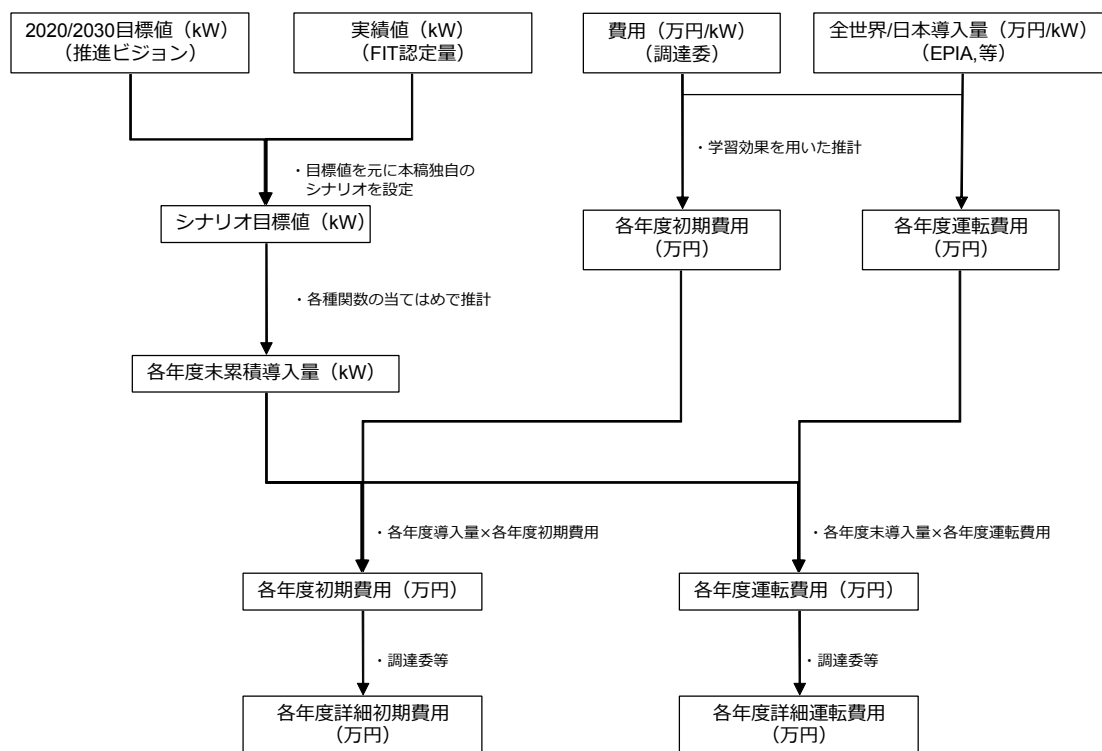 2020/2030目標値（kW）
（推進ビジョン）
実績値（kW）
（FIT認定量）
費用（万円/kW）
（調達委）
全世界/日本導入量（万円/kW）
（EPIA,等）
・学習効果を用いた推計
・目標値を元に本稿独自の
シナリオを設定
シナリオ目標値（kW）
各年度初期費用
（万円）
各年度運転費用
（万円）
・各種関数の当てはめで推計
各年度末累積導入量（kW）
・各年度導入量×各年度初期費用
・各年度末導入量×各年度運転費用
各年度初期費用（万円）
各年度運転費用（万円）
・調達委等
・調達委等
各年度詳細初期費用
（万円）
各年度詳細運転費用
（万円）